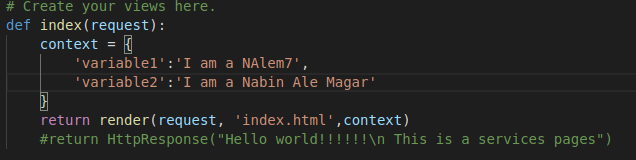 # Create your views here.
def index(request):
    context = {
        'variable1':'I am a NAlem7',
        'variable2':'I am a Nabin Ale Magar'
    }
    return render(request, 'index.html',context)
    #return HttpResponse("Hello world!!!!!!\n This is a services pages")